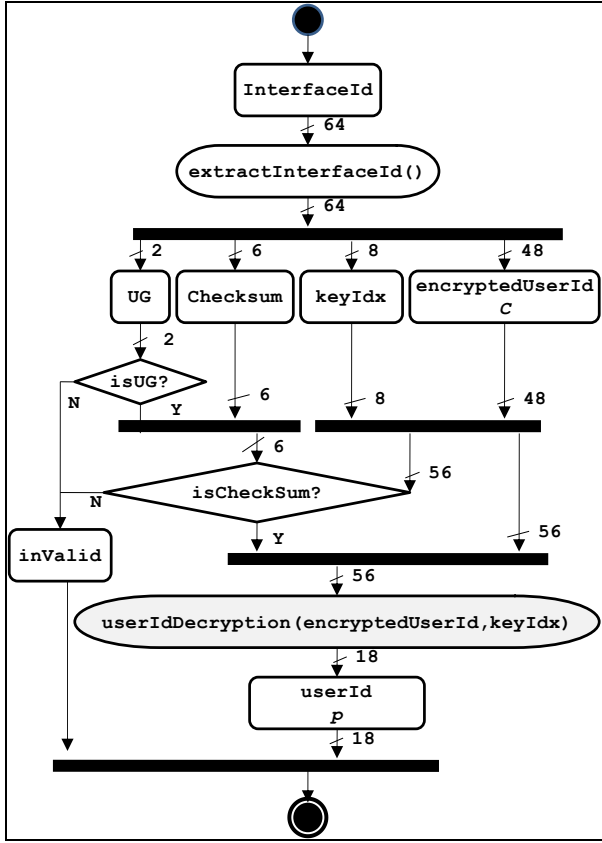 InterfaceId
64
extractInterfaceId()
64
2
6
8
48
UG
Checksum
keyIdx
encryptedUserId
C
2
isUG?
N
Y
6
8
48
6
56
isCheckSum?
N
Y
56
inValid
56
userIdDecryption(encryptedUserId,keyIdx)
18
userId
p
18